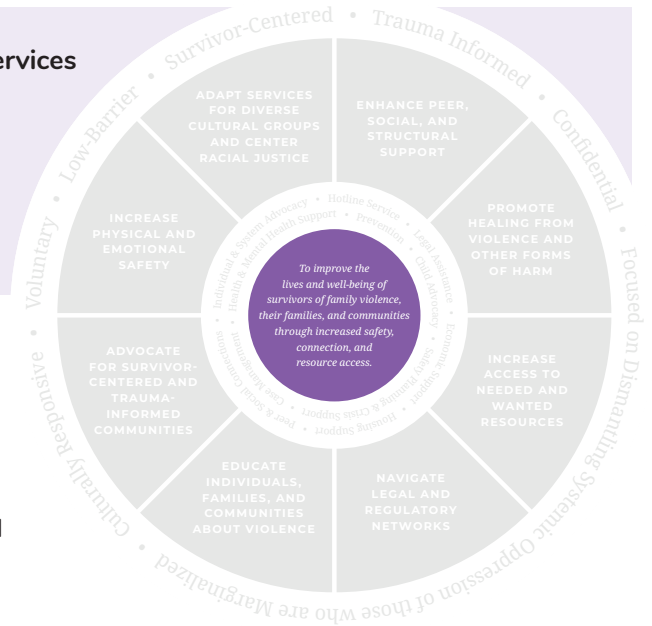 ervices
Survivor-Centered • Trauma Informed • Confidential • Focused on Dismantling Systemic Oppression of those who are Marginalized • Culturally Responsive • Voluntary • Low-Barrier •
ADAPT SERVICES
FOR DIVERSE
CULTURAL GROUPS
AND CENTER
RACIAL JUSTICE
ENHANCE PEER,
SOCIAL, AND
STRUCTURAL
SUPPORT
PROMOTE
HEALING FROM
VIOLENCE AND
OTHER FORMS
OF HARM
INCREASE
ACCESS TO
NEEDED AND
WANTED
RESOURCES
NAVIGATE
LEGAL AND
REGULATORY
NETWORKS
EDUCATE
INDIVIDUALS,
FAMILIES, AND
COMMUNITIES
ABOUT VIOLENCE
ADVOCATE
FOR SURVIVOR-
CENTERED AND
TRAUMA-
INFORMED
COMMUNITIES
INCREASE
PHYSICAL AND
EMOTIONAL
SAFETY
Individual & System Advocacy • Hotline Service • Legal Assistance • Economic Support • Housing Support • Peer & Social Connections •
Health & Mental Health Support • Prevention • Child Advocacy • Safety Planning & Crisis Support • Case Management •
To improve the
lives and well-being of
survivors of family violence,
their families, and communities
through increased safety,
connection, and
resource access.